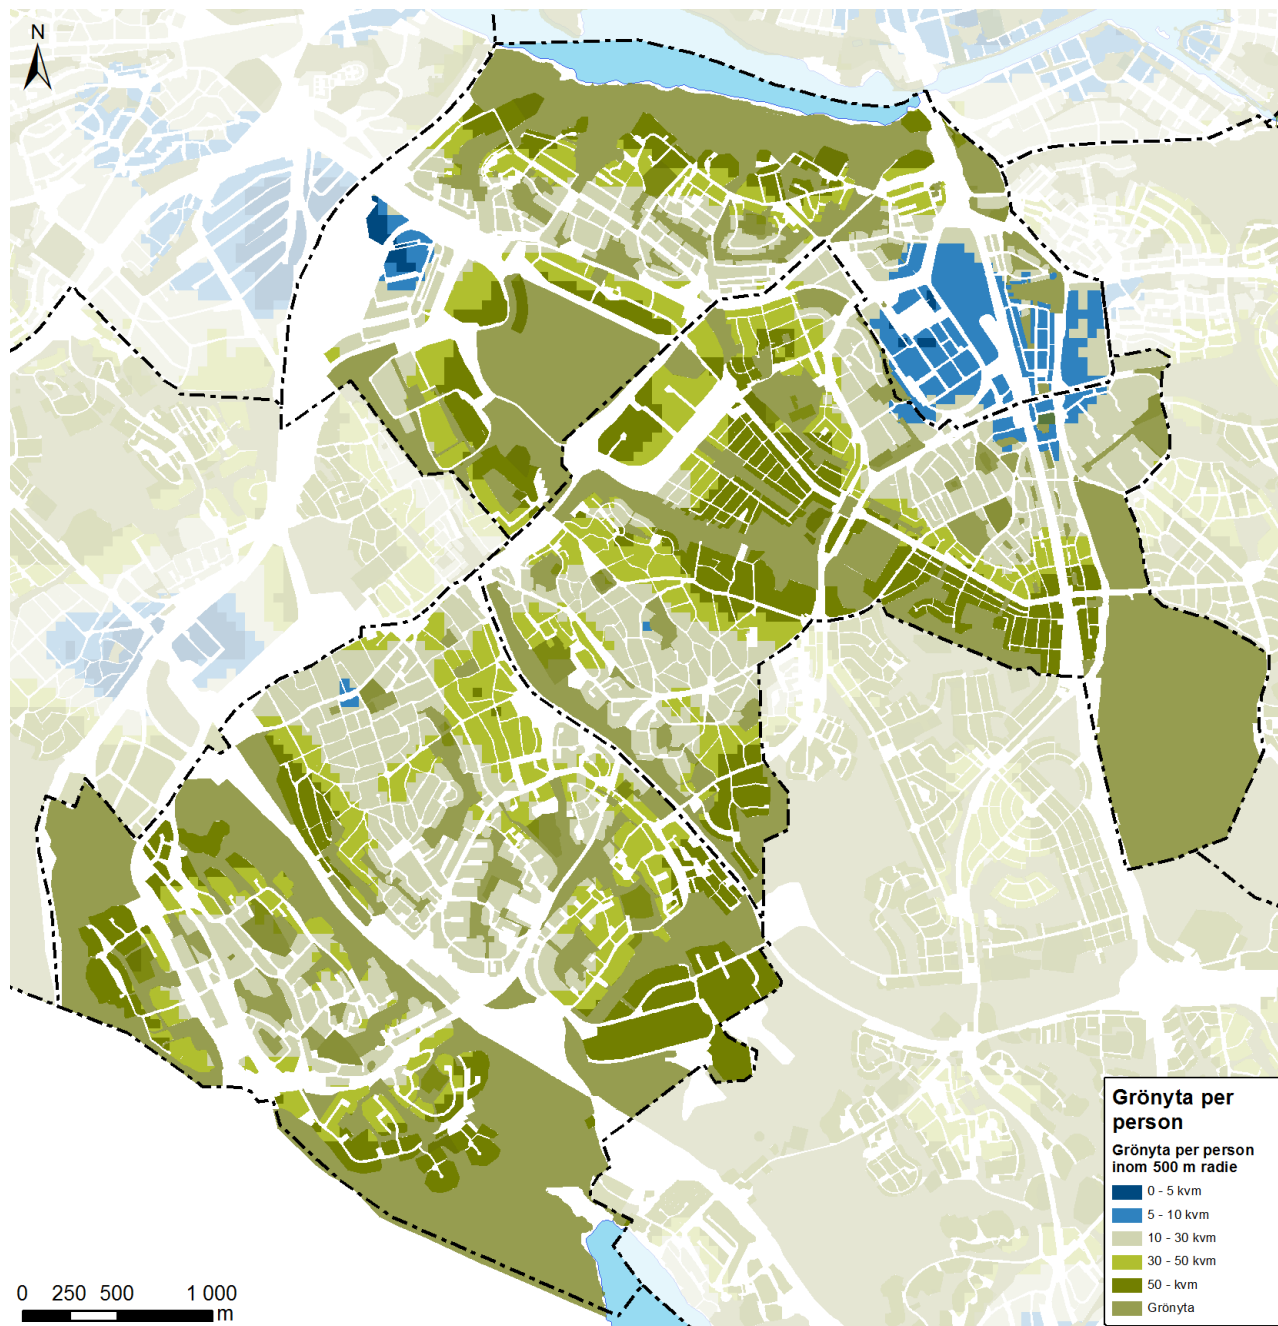 N
Grönyta per
person
Grönyta per person
inom 500 m radie
0 - 5 kvm
5 - 10 kvm
10 - 30 kvm
30 - 50 kvm
50 - kvm
Grönyta
0 250 500 1 000
m